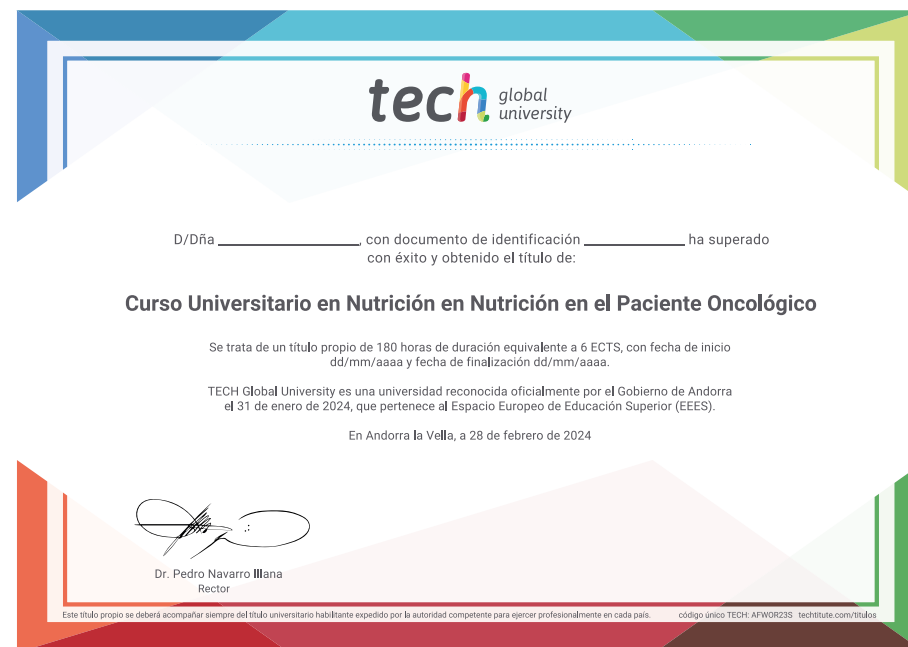 tech global university
D/Dña ____________________, con documento de identificación ______________ ha superado
con éxito y obtenido el título de:
Curso Universitario en Nutrición en Nutrición en el Paciente Oncológico
Se trata de un título propio de 180 horas de duración equivalente a 6 ECTS, con fecha de inicio
dd/mm/aaaa y fecha de finalización dd/mm/aaaa.
TECH Global University es una universidad reconocida oficialmente por el Gobierno de Andorra
el 31 de enero de 2024, que pertenece al Espacio Europeo de Educación Superior (EEES).
En Andorra la Vella, a 28 de febrero de 2024
Dr. Pedro Navarro Illana
Rector
Este título propio se deberá acompañar siempre del título universitario habilitante expedido por la autoridad competente para ejercer profesionalmente en cada país. código único TECH: AFWOR23S techtitute.com/titulos